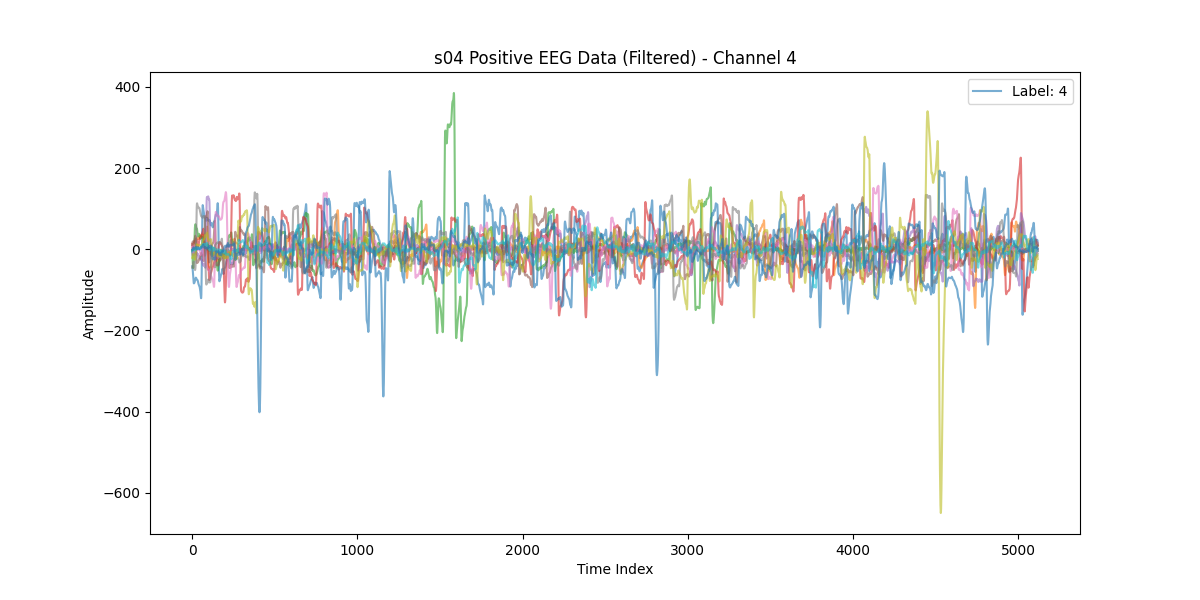 s04 Positive EEG Data (Filtered) - Channel 4
Label: 4
400
200
0
−200
−400
−600
Amplitude
0 1000 2000 3000 4000 5000
Time Index